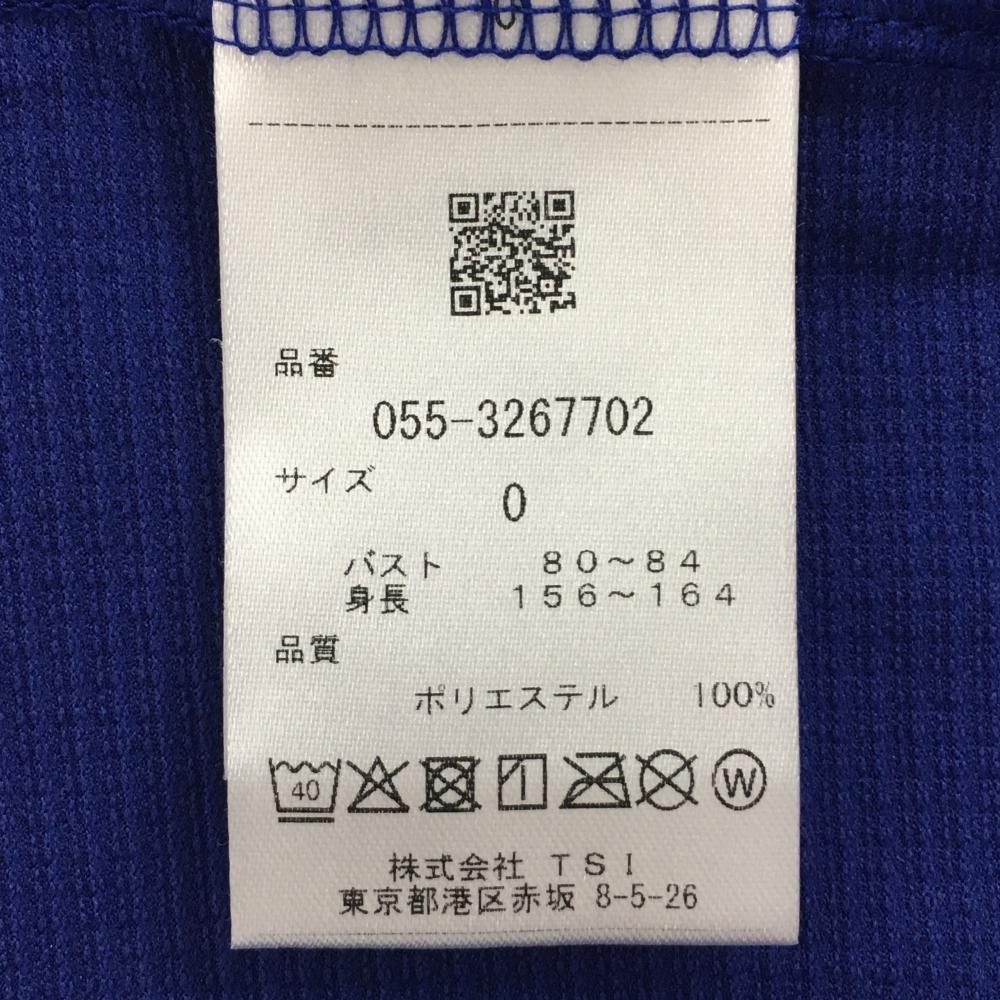 0
品番
055-3267702
サイズ
0
バスト 80~84
身長 156~164
品質
ポリエステル 100%
40 W
株式会社 TSI
東京都港区赤坂 8-5-26